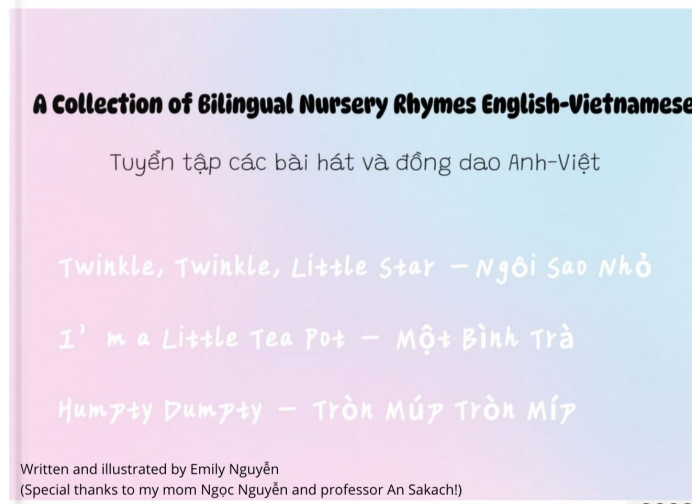 A Collection of Bilingual Nursery Rhymes English-Vietnamese
Tuyển tập các bài hát và đồng dao Anh-Việt
Twinkle, Twinkle, Little Star – Ngôi Sao Nhỏ
I' m a Little Tea Pot – Một Bình Trà
Humpty Dumpty – Tròn Múp Tròn Míp
Written and illustrated by Emily Nguyễn
(Special thanks to my mom Ngọc Nguyễn and professor An Sakach!)